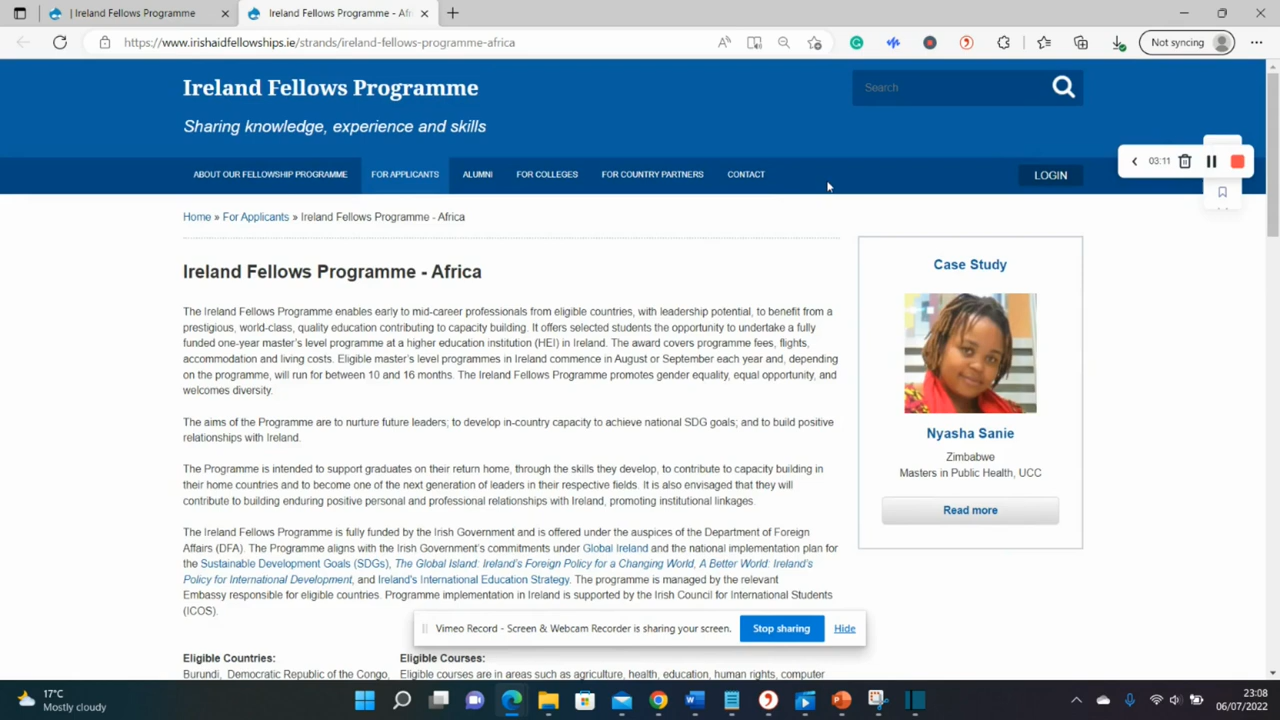 | Ireland Fellows Programme
Ireland Fellows Programme - Afr
https://www.irishaidfellowships.ie/strands/ireland-fellows-programme-africa
Not syncing
Ireland Fellows Programme
Search
Sharing knowledge, experience and skills
03:11
ABOUT OUR FELLOWSHIP PROGRAMME FOR APPLICANTS ALUMNI FOR COLLEGES FOR COUNTRY PARTNERS CONTACT LOGIN
Home » For Applicants » Ireland Fellows Programme - Africa
Ireland Fellows Programme - Africa
The Ireland Fellows Programme enables early to mid-career professionals from eligible countries, with leadership potential, to benefit from a
prestigious, world-class, quality education contributing to capacity building. It offers selected students the opportunity to undertake a fully
funded one-year master's level programme at a higher education institution (HEI) in Ireland. The award covers programme fees, flights,
accommodation and living costs. Eligible master's level programmes in Ireland commence in August or September each year and, depending
on the programme, will run for between 10 and 16 months. The Ireland Fellows Programme promotes gender equality, equal opportunity, and
welcomes diversity.
The aims of the Programme are to nurture future leaders; to develop in-country capacity to achieve national SDG goals; and to build positive
relationships with Ireland.
The Programme is intended to support graduates on their return home, through the skills they develop, to contribute to capacity building in
their home countries and to become one of the next generation of leaders in their respective fields. It is also envisaged that they will
contribute to building enduring positive personal and professional relationships with Ireland, promoting institutional linkages.
The Ireland Fellows Programme is fully funded by the Irish Government and is offered under the auspices of the Department of Foreign
Affairs (DFA). The Programme aligns with the Irish Government's commitments under Global Ireland and the national implementation plan for
the Sustainable Development Goals (SDGs), The Global Island: Ireland's Foreign Policy for a Changing World, A Better World: Ireland's
Policy for International Development, and Ireland's International Education Strategy. The programme is managed by the relevant
Embassy responsible for eligible countries. Programme implementation in Ireland is supported by the Irish Council for International Students
(ICOS).
Case Study
Nyasha Sanie
Zimbabwe
Masters in Public Health, UCC
Read more
Vimeo Record - Screen & Webcam Recorder is sharing your screen. Stop sharing Hide
Eligible Countries:
Burundi, Democratic Republic of the Congo,
Eligible Courses:
Eligible courses are in areas such as agriculture, health, education, human rights, computer
17°C
Mostly cloudy
23:08
06/07/2022